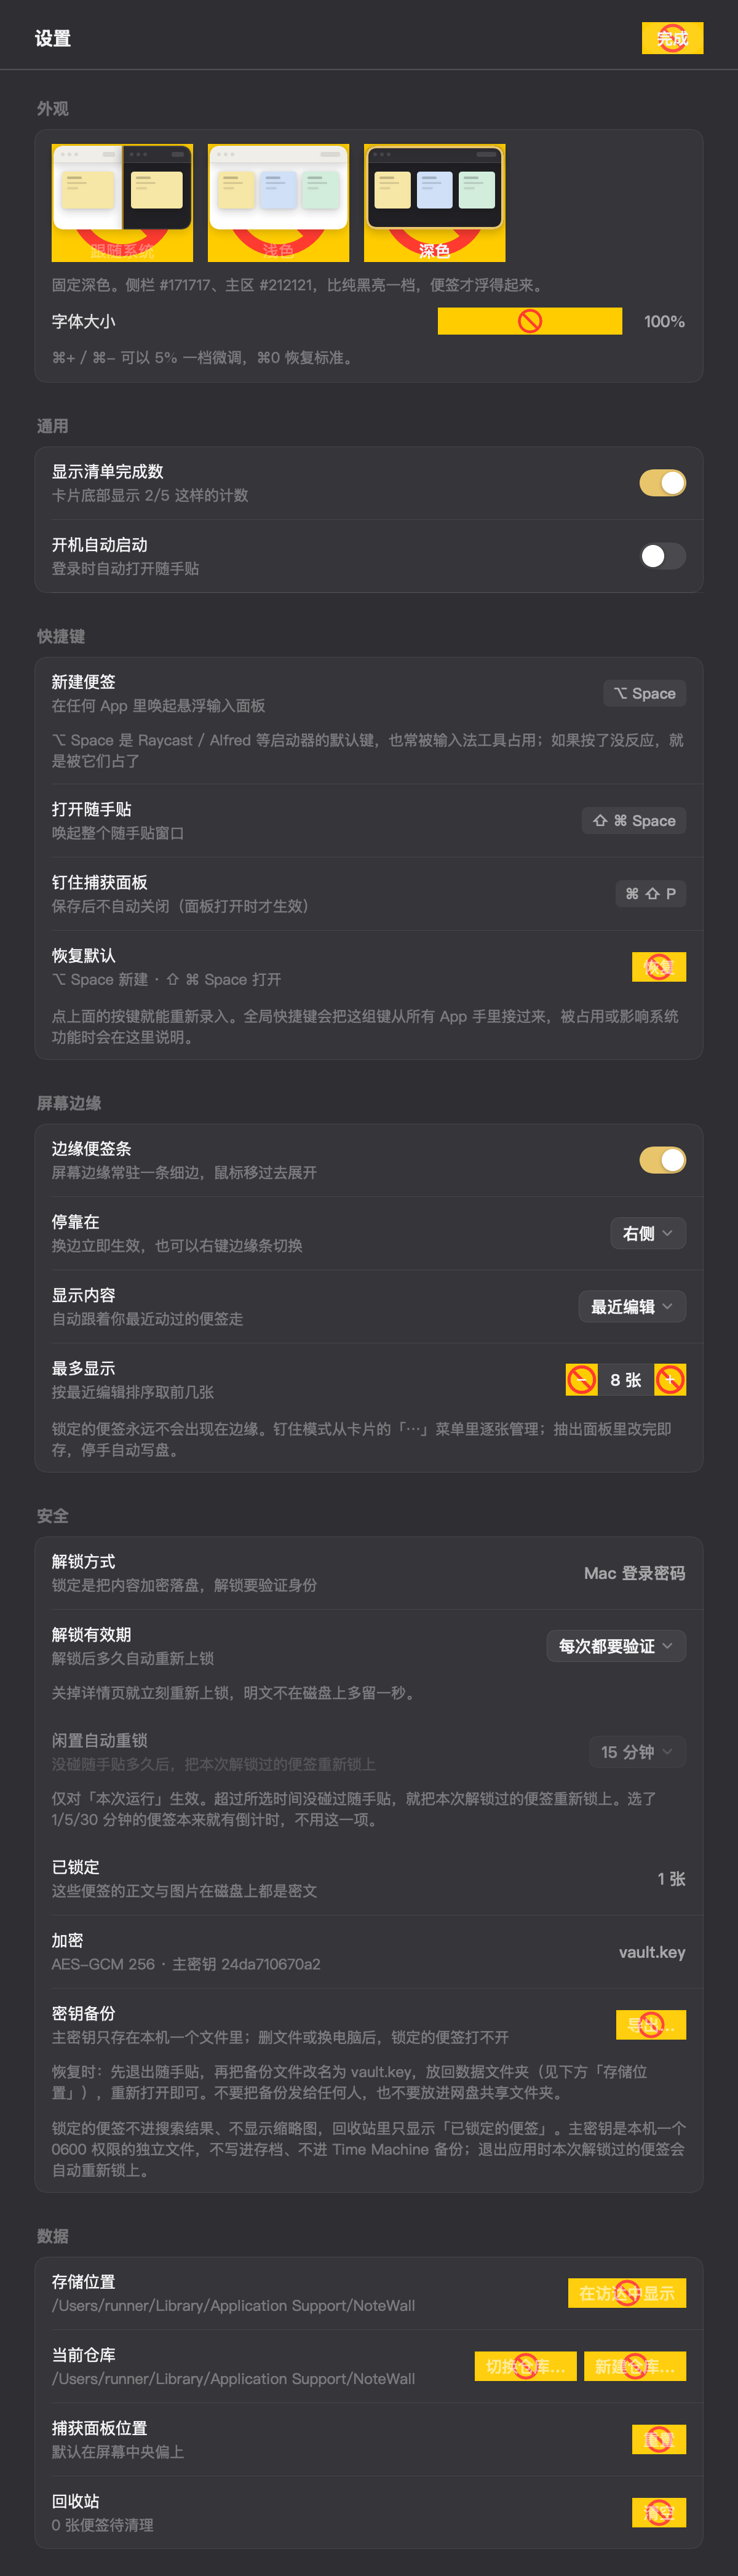 设置
完成
外观
跟随系统
浅色
深色
固定深色。侧栏 #171717、主区 #212121，比纯黑亮一档，便签才浮得起来。
字体大小
100%
⌘+ / ⌘− 可以 5% 一档微调，⌘0 恢复标准。
通用
显示清单完成数
卡片底部显示 2/5 这样的计数
开机自动启动
登录时自动打开随手贴
快捷键
新建便签
在任何 App 里唤起悬浮输入面板
⌥ Space
⌥ Space 是 Raycast / Alfred 等启动器的默认键，也常被输入法工具占用；如果按了没反应，就
是被它们占了
打开随手贴
唤起整个随手贴窗口
⇧ ⌘ Space
钉住捕获面板
保存后不自动关闭（面板打开时才生效）
⌘ ⇧ P
恢复默认
⌥ Space 新建 · ⇧ ⌘ Space 打开
恢复
点上面的按键就能重新录入。全局快捷键会把这组键从所有 App 手里接过来，被占用或影响系统
功能时会在这里说明。
屏幕边缘
边缘便签条
屏幕边缘常驻一条细边，鼠标移过去展开
停靠在
换边立即生效，也可以右键边缘条切换
右侧
显示内容
自动跟着你最近动过的便签走
最近编辑
最多显示
按最近编辑排序取前几张
− 8 张 +
锁定的便签永远不会出现在边缘。钉住模式从卡片的「⋯」菜单里逐张管理；抽出面板里改完即
存，停手自动写盘。
安全
解锁方式
锁定是把内容加密落盘，解锁要验证身份
Mac 登录密码
解锁有效期
解锁后多久自动重新上锁
每次都要验证
关掉详情页就立刻重新上锁，明文不在磁盘上多留一秒。
闲置自动重锁
没碰随手贴多久后，把本次解锁过的便签重新锁上
15 分钟
仅对「本次运行」生效。超过所选时间没碰过随手贴，就把本次解锁过的便签重新锁上。选了
1/5/30 分钟的便签本来就有倒计时，不用这一项。
已锁定
这些便签的正文与图片在磁盘上都是密文
1 张
加密
AES-GCM 256 · 主密钥 24da710670a2
vault.key
密钥备份
主密钥只存在本机一个文件里；删文件或换电脑后，锁定的便签打不开
导出…
恢复时：先退出随手贴，再把备份文件改名为 vault.key，放回数据文件夹（见下方「存储位
置」），重新打开即可。不要把备份发给任何人，也不要放进网盘共享文件夹。
锁定的便签不进搜索结果、不显示缩略图，回收站里只显示「已锁定的便签」。主密钥是本机一个
0600 权限的独立文件，不写进存档、不进 Time Machine 备份；退出应用时本次解锁过的便签会
自动重新锁上。
数据
存储位置
/Users/runner/Library/Application Support/NoteWall
在访达中显示
当前仓库
/Users/runner/Library/Application Support/NoteWall
切换仓库…
新建仓库…
捕获面板位置
默认在屏幕中央偏上
重置
回收站
0 张便签待清理
清空